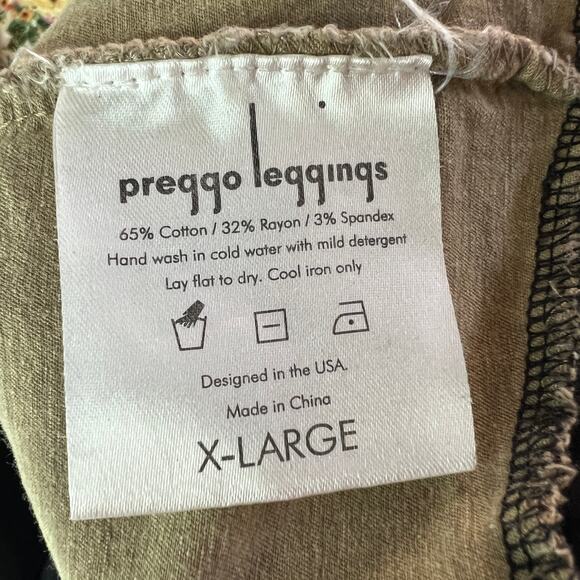 preggo leggings
65% Cotton / 32% Rayon / 3% Spandex
Hand wash in cold water with mild detergent
Lay flat to dry. Cool iron only
Designed in the USA.
Made in China
X-LARGE